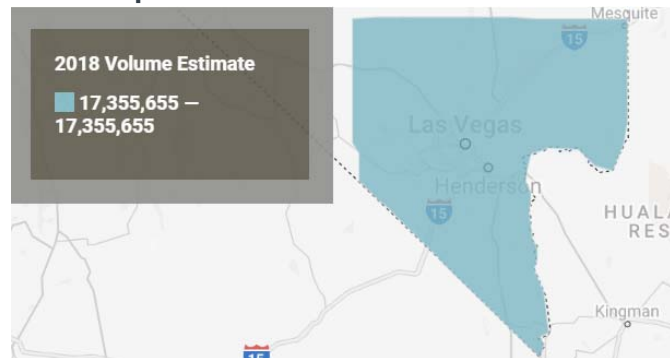 Mesquite
15
2018 Volume Estimate
17,355,655 —
17,355,655
Las Vegas
Henderson
15
HUALA
RES
Kingman
15